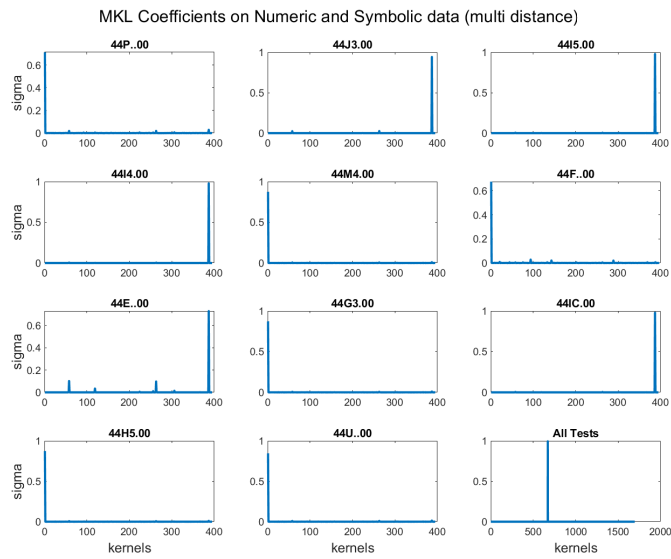 MKL Coefficients on Numeric and Symbolic data (multi distance)
44P..00
44J3.00
44I5.00
sigma
0.6
0.4
0.2
0
1
0.5
0
1
0.5
0
0 100 200 300 400
0 100 200 300 400
0 100 200 300 400
44I4.00
44M4.00
44F..00
sigma
1
0.5
0
1
0.5
0
0.6
0.4
0.2
0
0 100 200 300 400
0 100 200 300 400
0 100 200 300 400
44E..00
44G3.00
44IC.00
sigma
0.6
0.4
0.2
0
1
0.5
0
1
0.5
0
0 100 200 300 400
0 100 200 300 400
0 100 200 300 400
44H5.00
44U..00
All Tests
sigma
1
0.5
0
1
0.5
0
1
0.5
0
0 100 200 300 400
0 100 200 300 400
0 500 1000 1500 2000
kernels
kernels
kernels